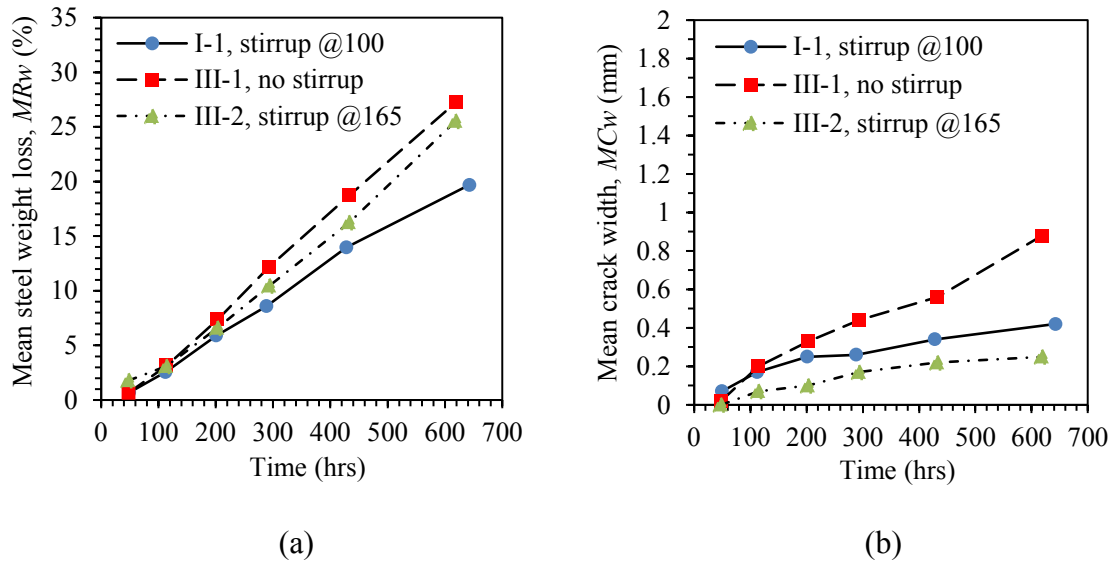 Mean steel weight loss, MRw (%)
35
30
25
20
15
10
5
0
I-1, stirrup @100
III-1, no stirrup
III-2, stirrup @165
0 100 200 300 400 500 600 700
Time (hrs)
(a)
Mean crack width, MCw (mm)
2
1.8
1.6
1.4
1.2
1
0.8
0.6
0.4
0.2
0
I-1, stirrup @100
III-1, no stirrup
III-2, stirrup @165
0 100 200 300 400 500 600 700
Time (hrs)
(b)